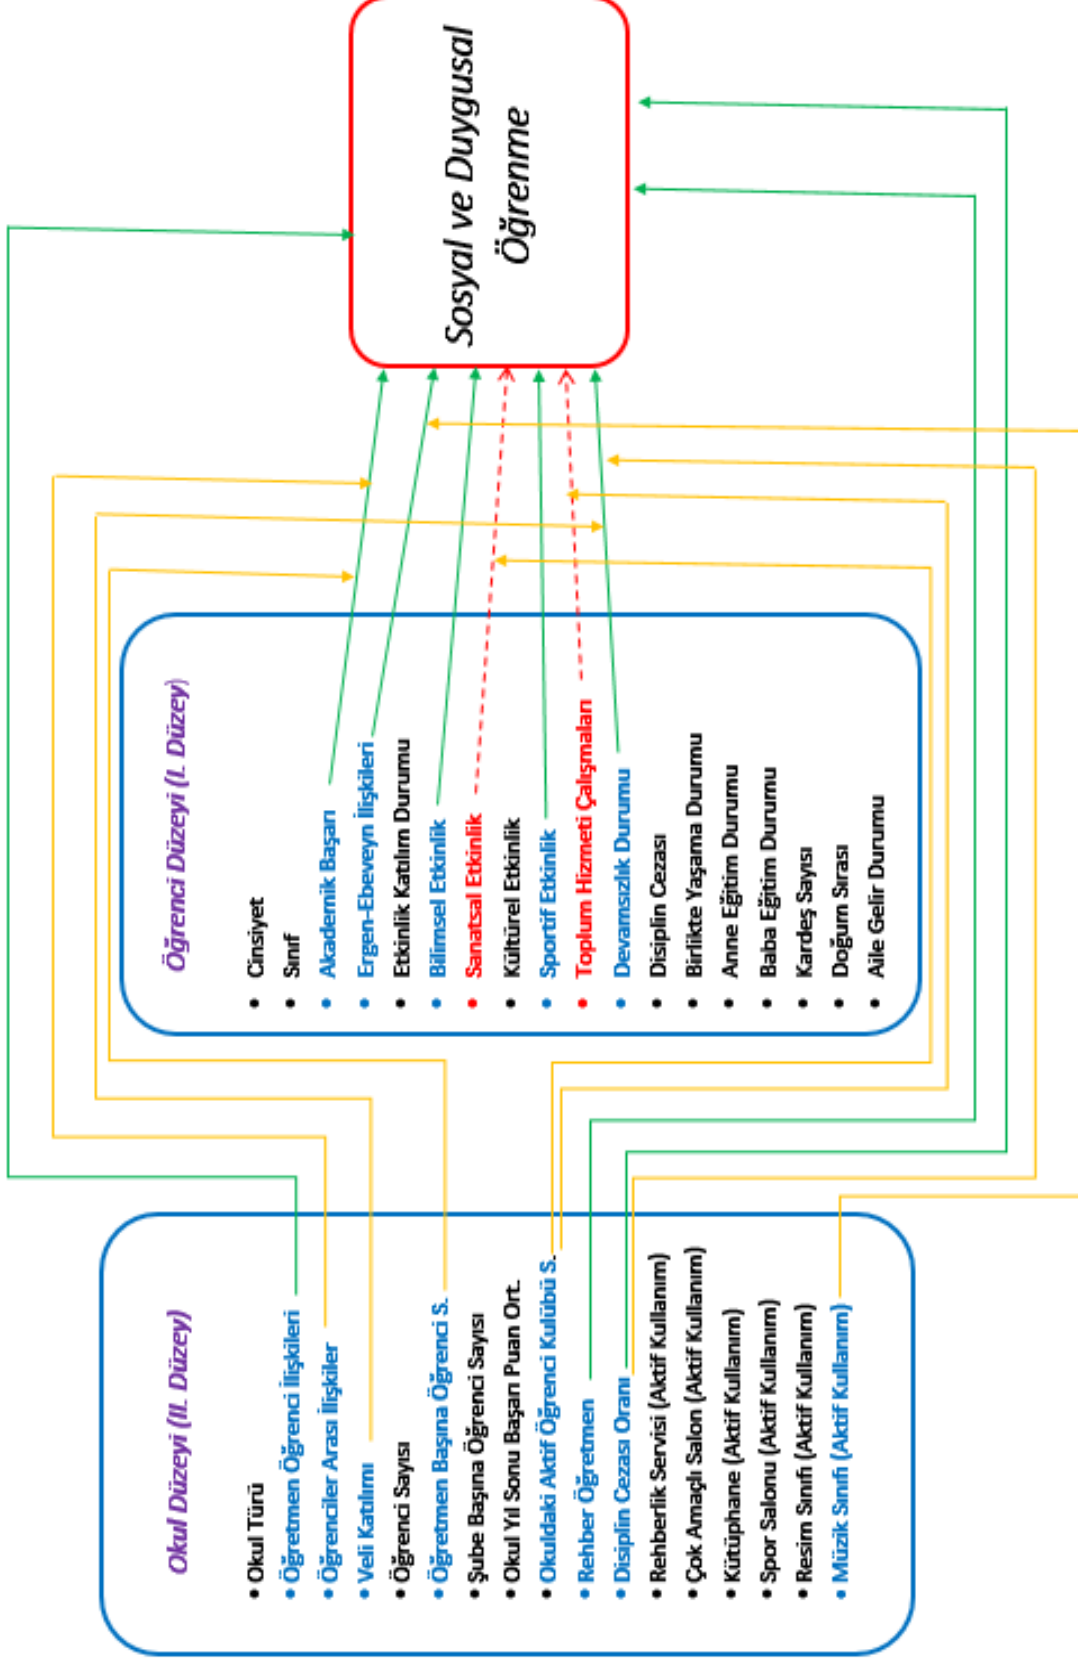 Okul Düzeyi (II. Düzey)
• Okul Türü
• Öğretmen Öğrenci İlişkileri
• Öğrenciler Arası İlişkiler
• Veli Katılımı
• Öğrenci Sayısı
• Öğretmen Başına Öğrenci S.
• Şube Başına Öğrenci Sayısı
• Okul Yıl Sonu Başarı Puan Ort.
• Okuldaki Aktif Öğrenci Kulübü S.
• Rehber Öğretmen
• Disiplin Cezası Oranı
• Rehberlik Servisi (Aktif Kullanım)
• Çok Amaçlı Salon (Aktif Kullanım)
• Kütüphane (Aktif Kullanım)
• Spor Salonu (Aktif Kullanım)
• Resim Sınıfı (Aktif Kullanım)
• Müzik Sınıfı (Aktif Kullanım)
Öğrenci Düzeyi (I. Düzey)
• Cinsiyet
• Sınıf
• Akademik Başarı
• Ergen-Ebeveyn İlişkileri
• Etkinlik Katılım Durumu
• Bilimsel Etkinlik
• Sanatsal Etkinlik
• Kültürel Etkinlik
• Sportif Etkinlik
• Toplum Hizmeti Çalışmaları
• Devamsızlık Durumu
• Disiplin Cezası
• Birlikte Yaşama Durumu
• Anne Eğitim Durumu
• Baba Eğitim Durumu
• Kardeş Sayısı
• Doğum Sırası
• Aile Gelir Durumu
Sosyal ve Duygusal
Öğrenme